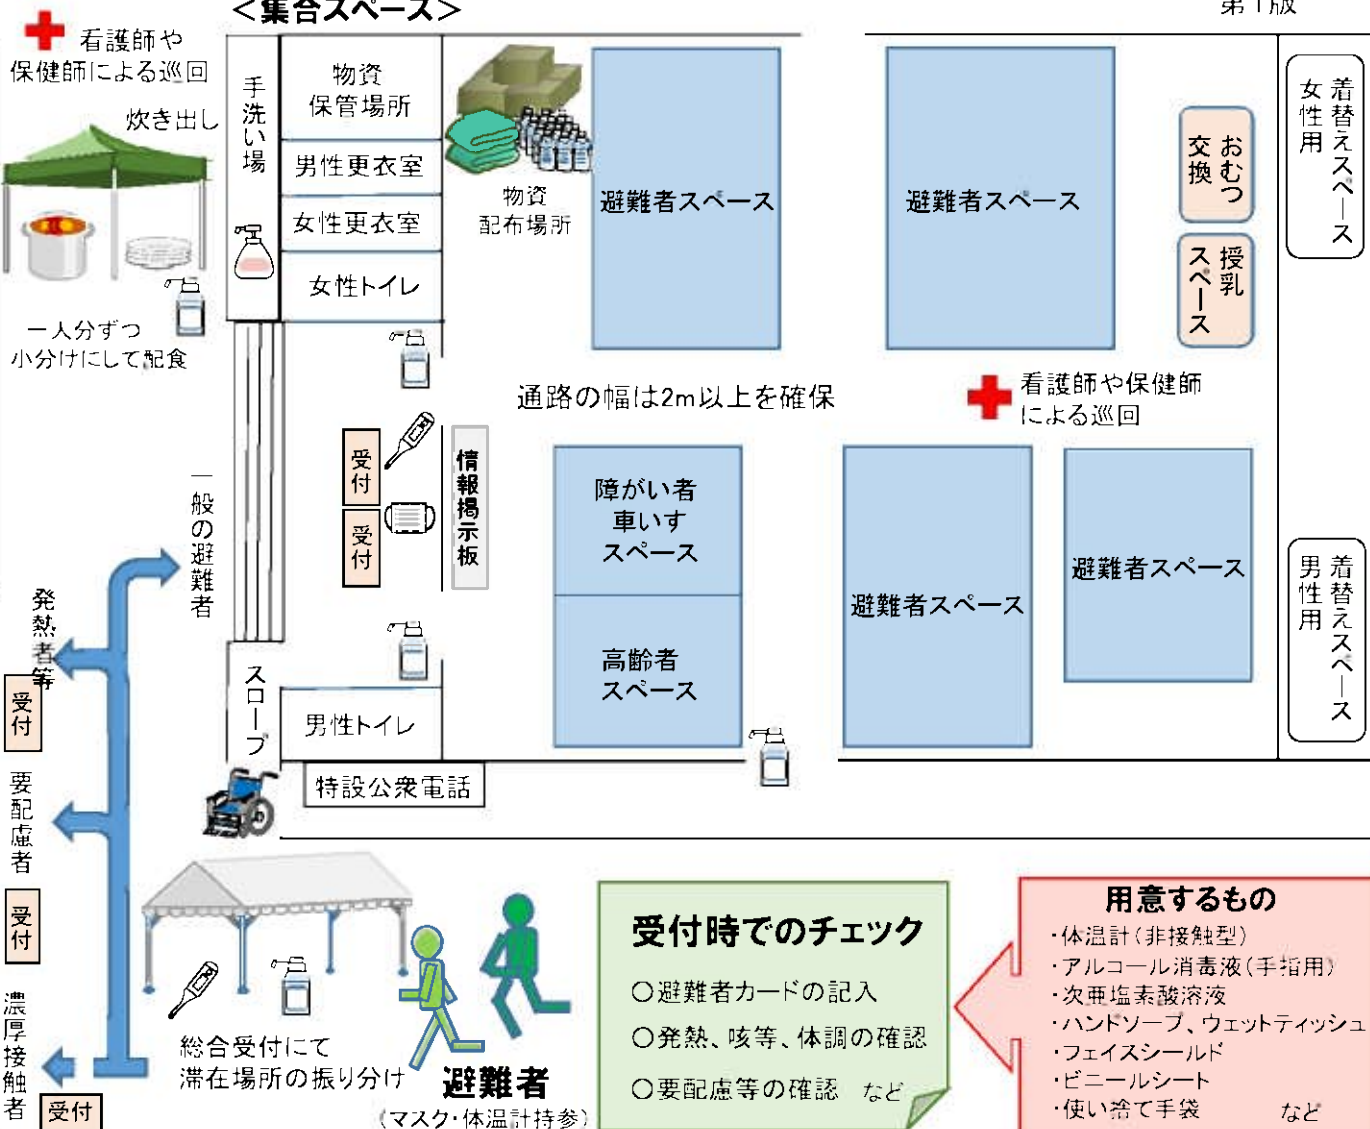 ＜集合スペース＞
第1版
看護師や
保健師による巡回
炊き出し
一人分ずつ
小分けにして配食
手洗い場
物資
保管場所
男性更衣室
女性更衣室
女性トイレ
物資
配布場所
避難者スペース
避難者スペース
おむつ
交換
授乳
スペース
着替えスペース
女性用
通路の幅は2m以上を確保
看護師や保健師
による巡回
受付
受付
情報掲示板
障がい者
車いす
スペース
高齢者
スペース
避難者スペース
避難者スペース
着替えスペース
男性用
一般の避難者
スロープ
男性トイレ
特設公衆電話
発熱者等
受付
要配慮者
受付
濃厚接触者
受付
総合受付にて
滞在場所の振り分け
避難者
（マスク・体温計持参）
受付時でのチェック
○避難者カードの記入
○発熱、咳等、体調の確認
○要配慮等の確認 など
用意するもの
・体温計（非接触型）
・アルコール消毒液（手指用）
・次亜塩素酸溶液
・ハンドソープ、ウェットティッシュ
・フェイスシールド
・ビニールシート
・使い捨て手袋 など